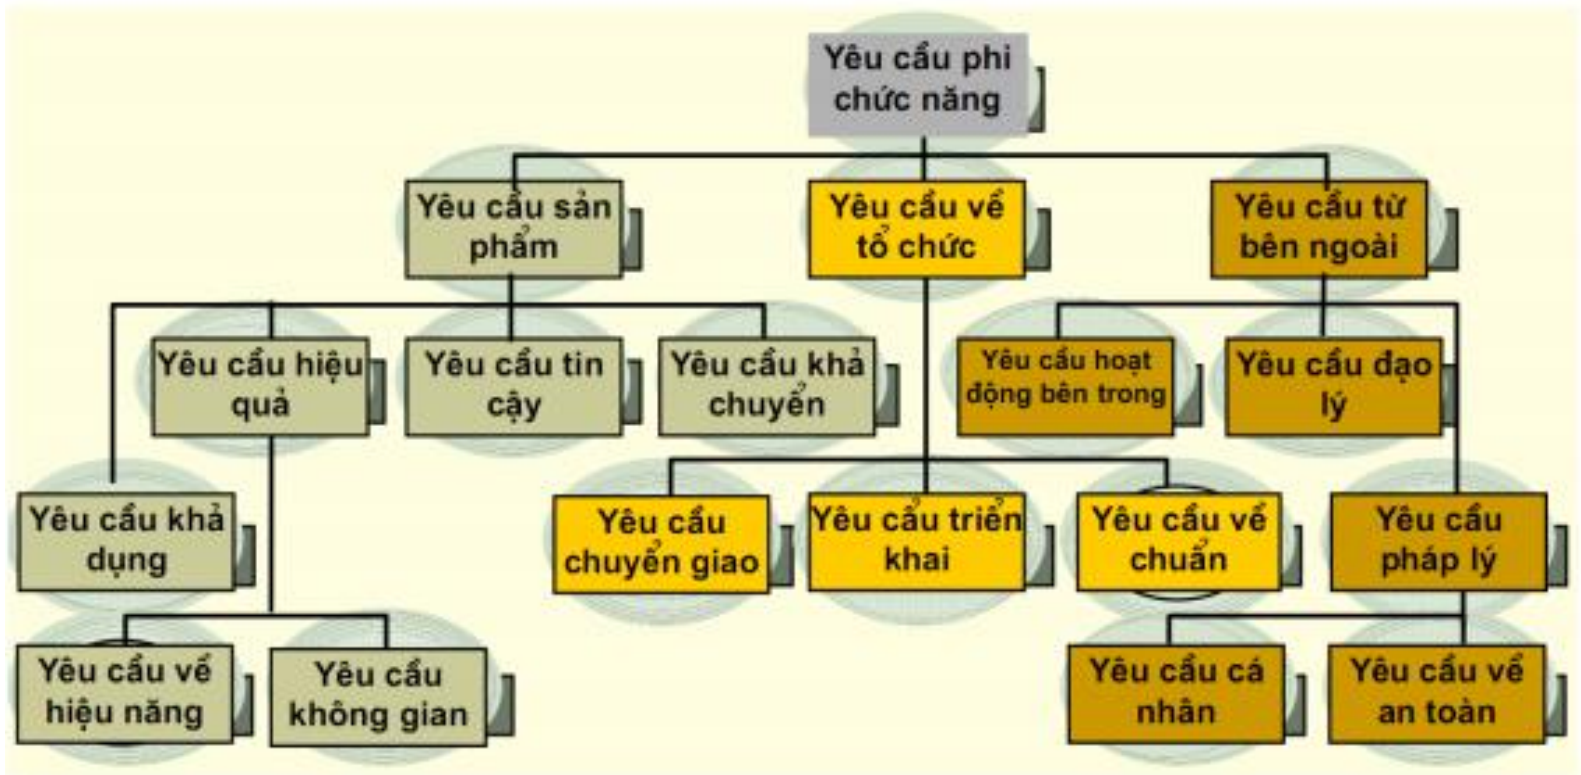 Yêu cầu phi
chức năng
Yêu cầu sản
phẩm
Yêu cầu về
tổ chức
Yêu cầu từ
bên ngoài
Yêu cầu hiệu
quả
Yêu cầu tin
cậy
Yêu cầu khả
chuyển
Yêu cầu hoạt
động bên trong
Yêu cầu đạo
lý
Yêu cầu khả
dụng
Yêu cầu
chuyển giao
Yêu cầu triển
khai
Yêu cầu về
chuẩn
Yêu cầu
pháp lý
Yêu cầu về
hiệu năng
Yêu cầu
không gian
Yêu cầu cá
nhân
Yêu cầu về
an toàn